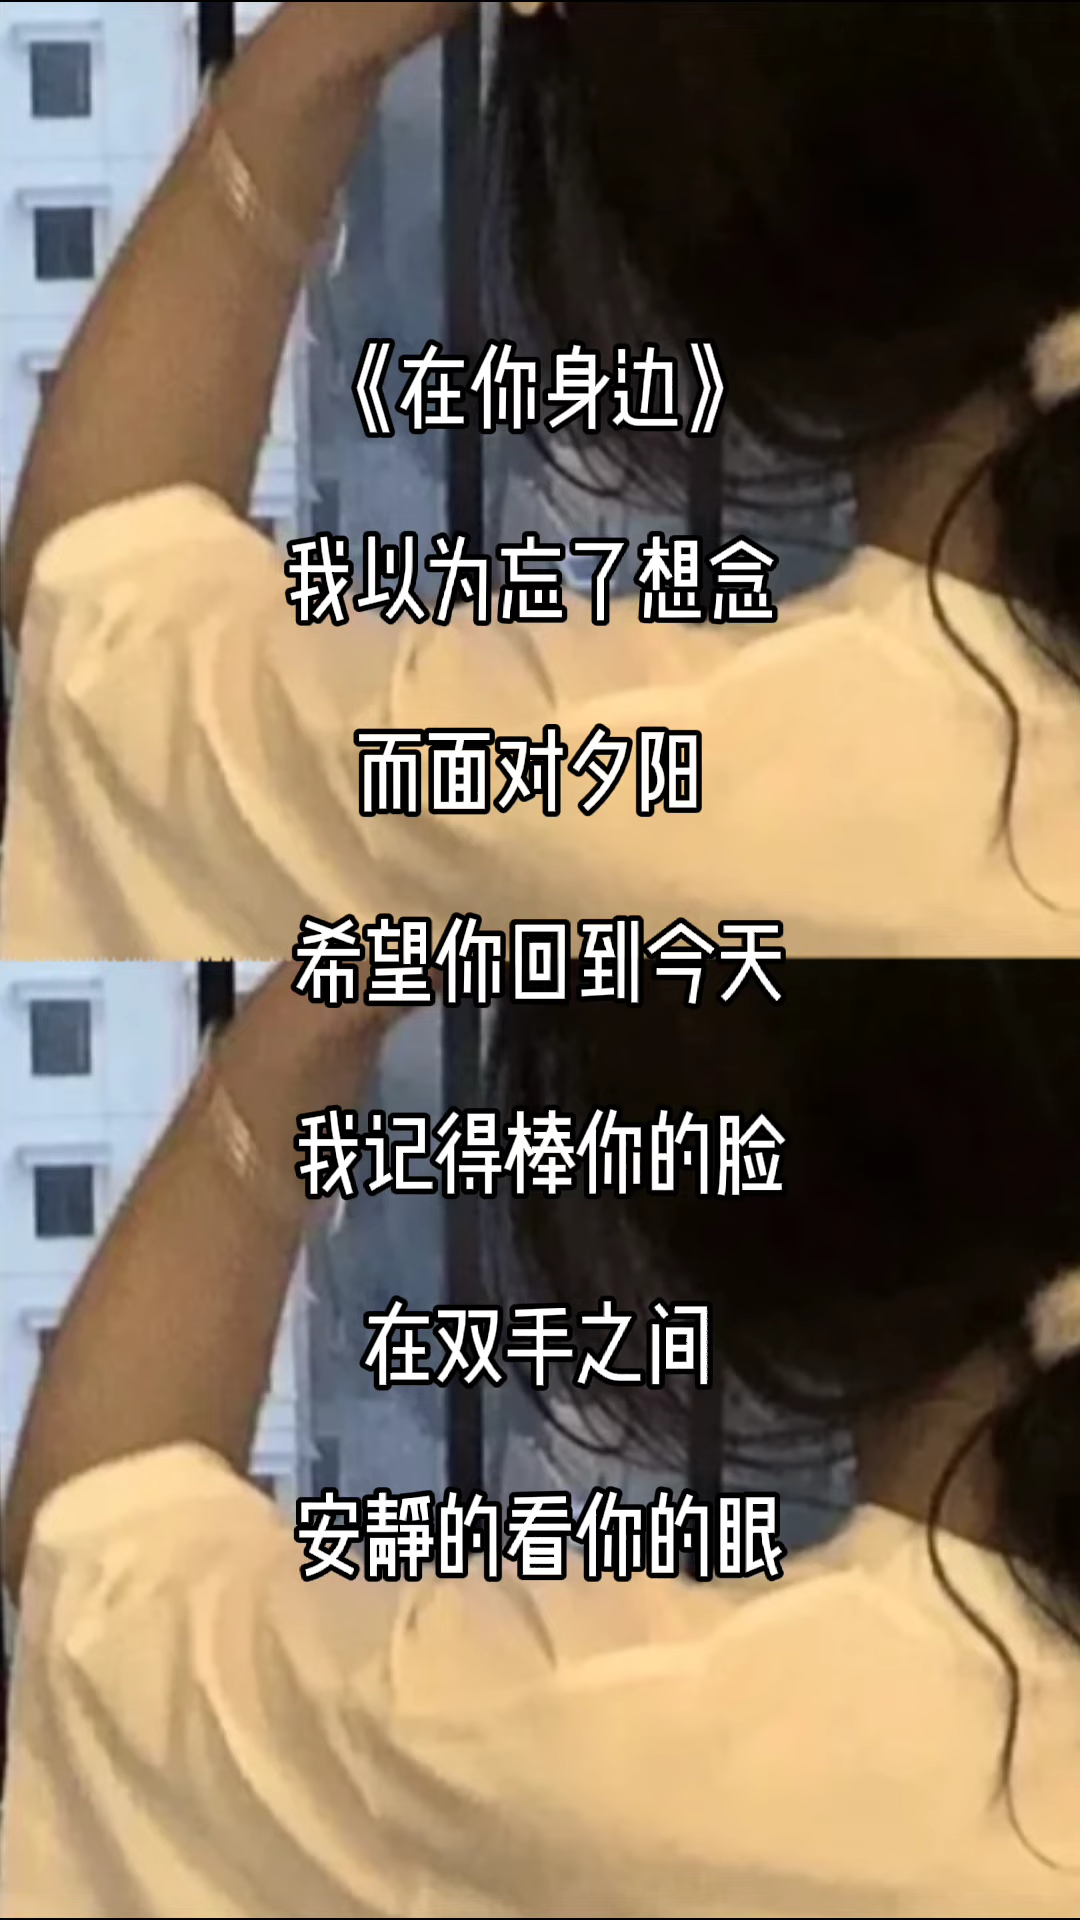 《在你身边》
我以为忘了想念
而面对夕阳
希望你回到今天
我记得棒你的脸
在双手之间
安靜的看你的眼